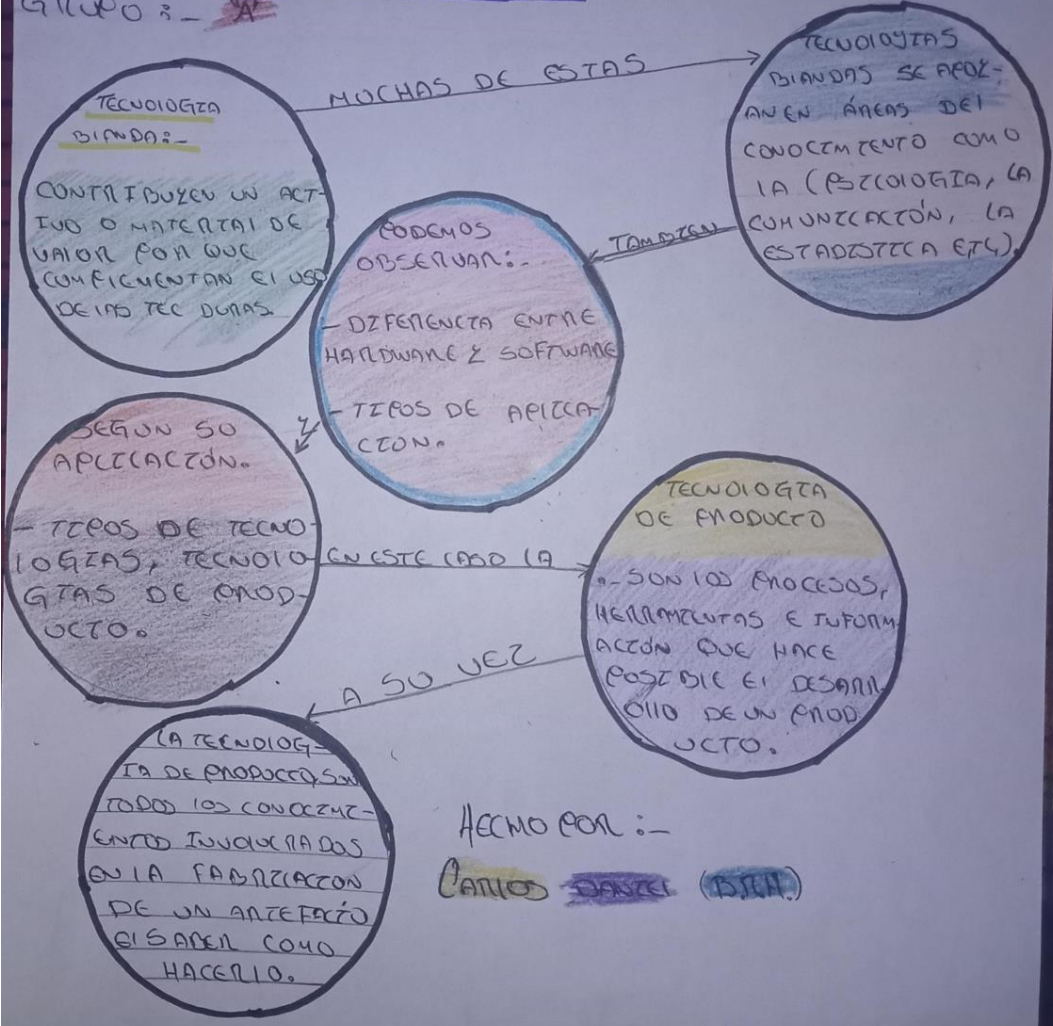 GRUPO :- "A"
TECNOLOGIA
BLANDA:-
CONTRIBUYEN UN ACT-
IVO O MATERIAL DE
VALOR POR QUE
COMPLEMENTAN El USO
DE lAS TEC DURAS.
MUCHAS DE ESTAS
TECNOlOGIAS
BlANDAS SE APOY-
AN EN ÁREAS DEl
CONOCIMIENTO COMO
lA (PSICOlOGIA, LA
COMUNICACIÓN, LA
ESTADISTICA ETC).
TAMBIEN
PODEMOS
OBSERVAR:-
- DIFERENCIA ENTRE
HARDWARE Y SOFTWARE
- TIPOS DE APlICA-
CION.
Y
SEGUN SU
APLICACIÓN.
- TIPOS DE TECNO-
lOGIAS, TECNOlO-
GIAS DE PROD-
UCTO.
EN ESTE CASO LA
TECNOlOGIA
DE PRODUCTO
.- SON lOS PROCESOS,
HERRAMIENTAS E INFORM-
ACIÓN QUE HACE
POSIBlE El DESARR-
OllO DE UN PROD-
UCTO.
A SU VEZ
LA TECNOlOG-
IA DE PRODUCTO, SON
TODOS lOS CONOCIMI-
ENTOS INVOlUCRADOS
EN lA FABRICACION
DE UN ARTEFACTO
El SABER COMO
HACERlO.
HECHO POR :-
CARlOS DANIEl (BRH.)